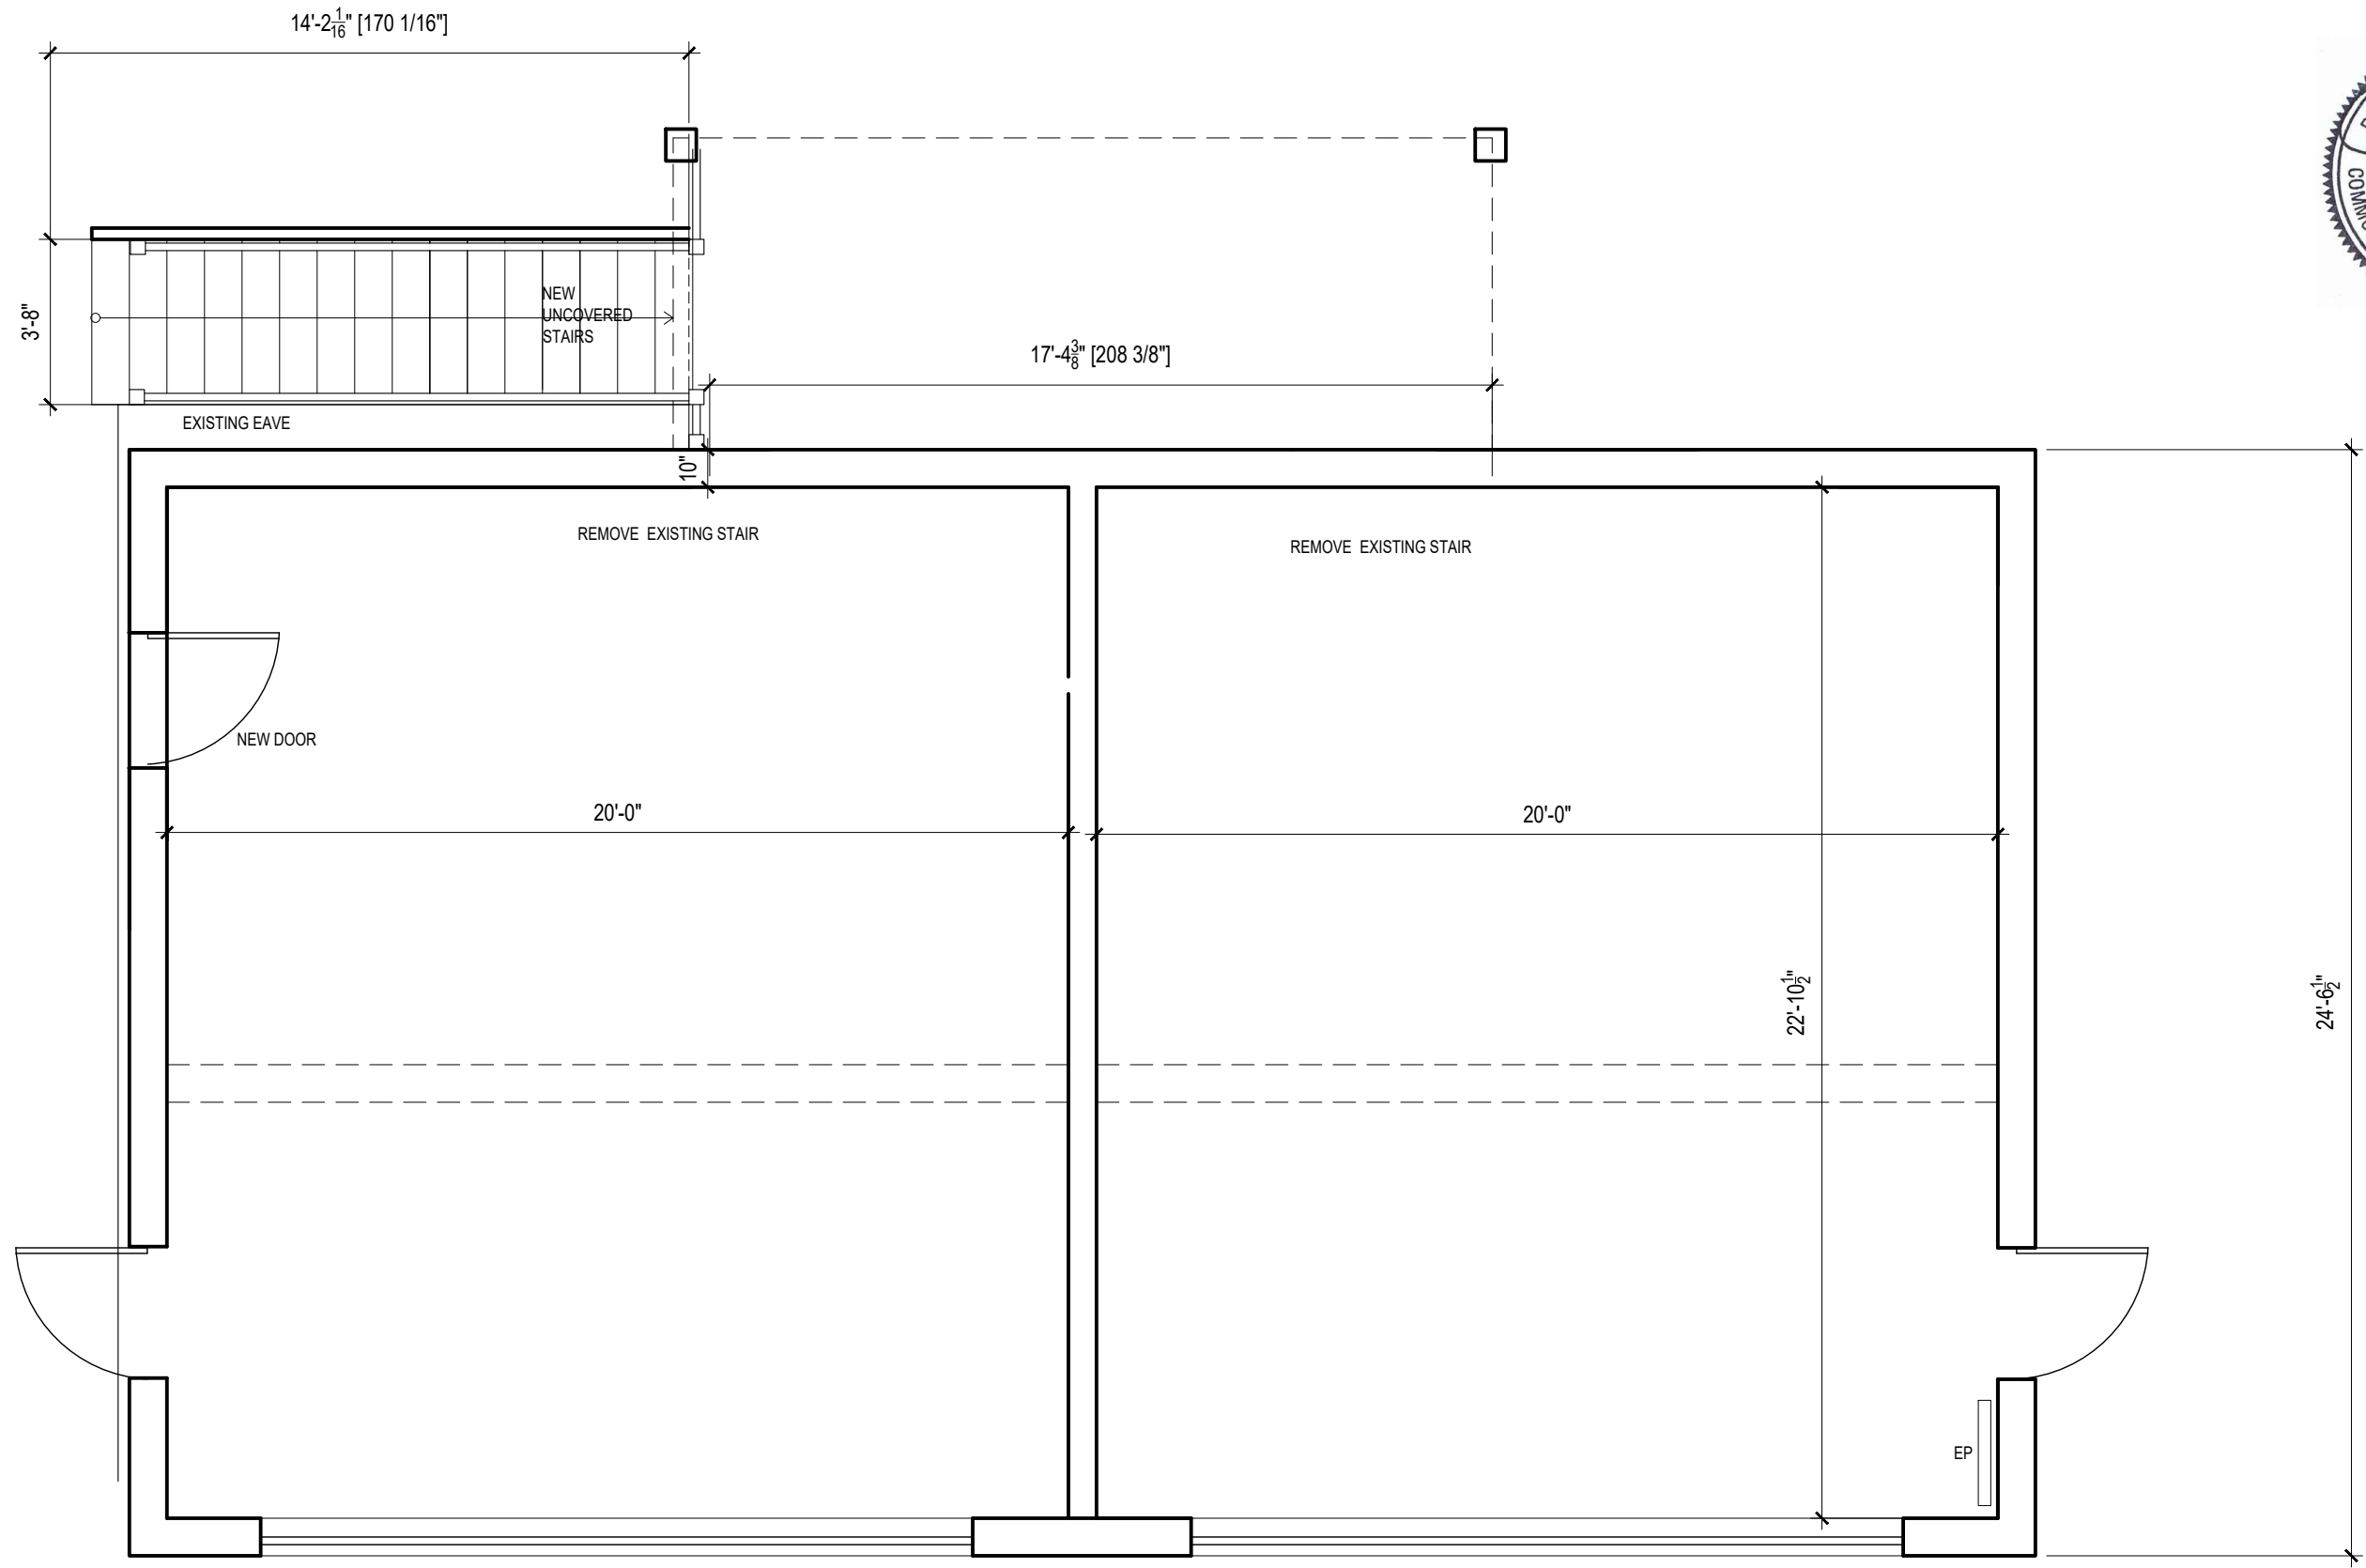 14'-2 1/16" [170 1/16"]
NEW
UNCOVERED
STAIRS
3'-8"
17'-4 3/8" [208 3/8"]
EXISTING EAVE
10"
REMOVE EXISTING STAIR
REMOVE EXISTING STAIR
NEW DOOR
20'-0"
20'-0"
22'-10 1/2"
24'-6 1/2"
EP